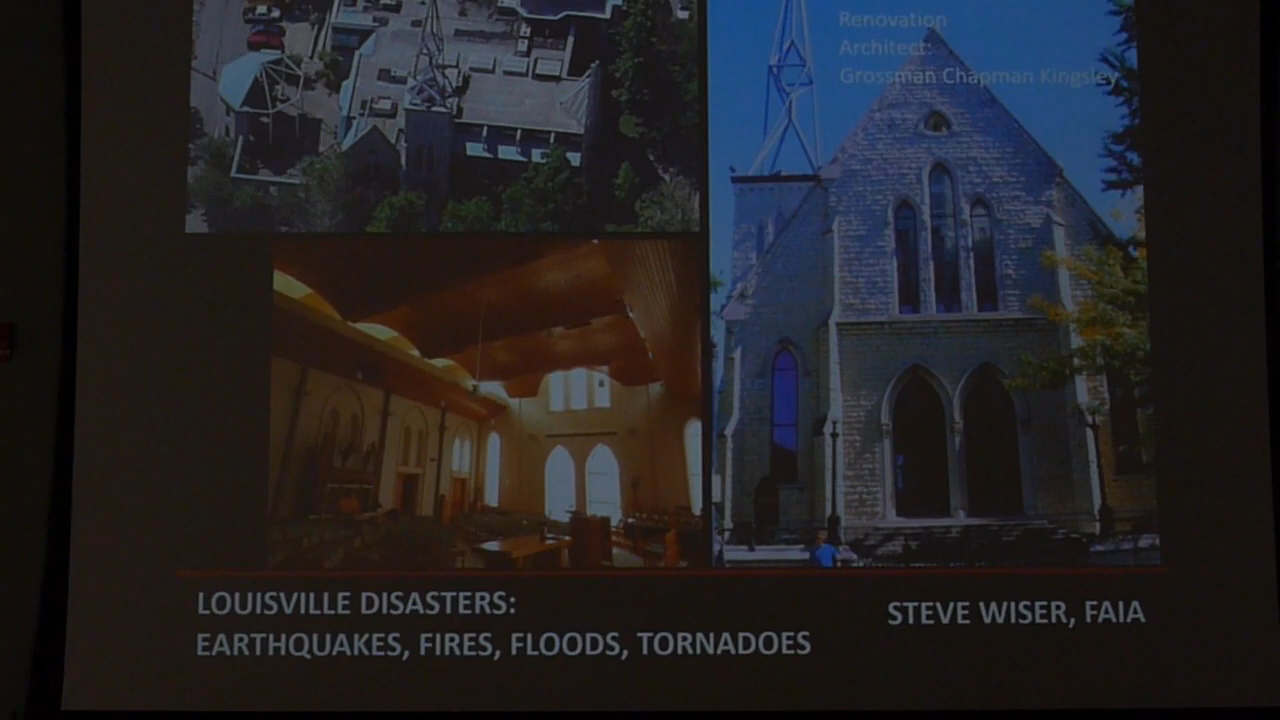 Renovation
Architect:
Grossman Chapman Kingsley
LOUISVILLE DISASTERS:
EARTHQUAKES, FIRES, FLOODS, TORNADOES
STEVE WISER, FAIA